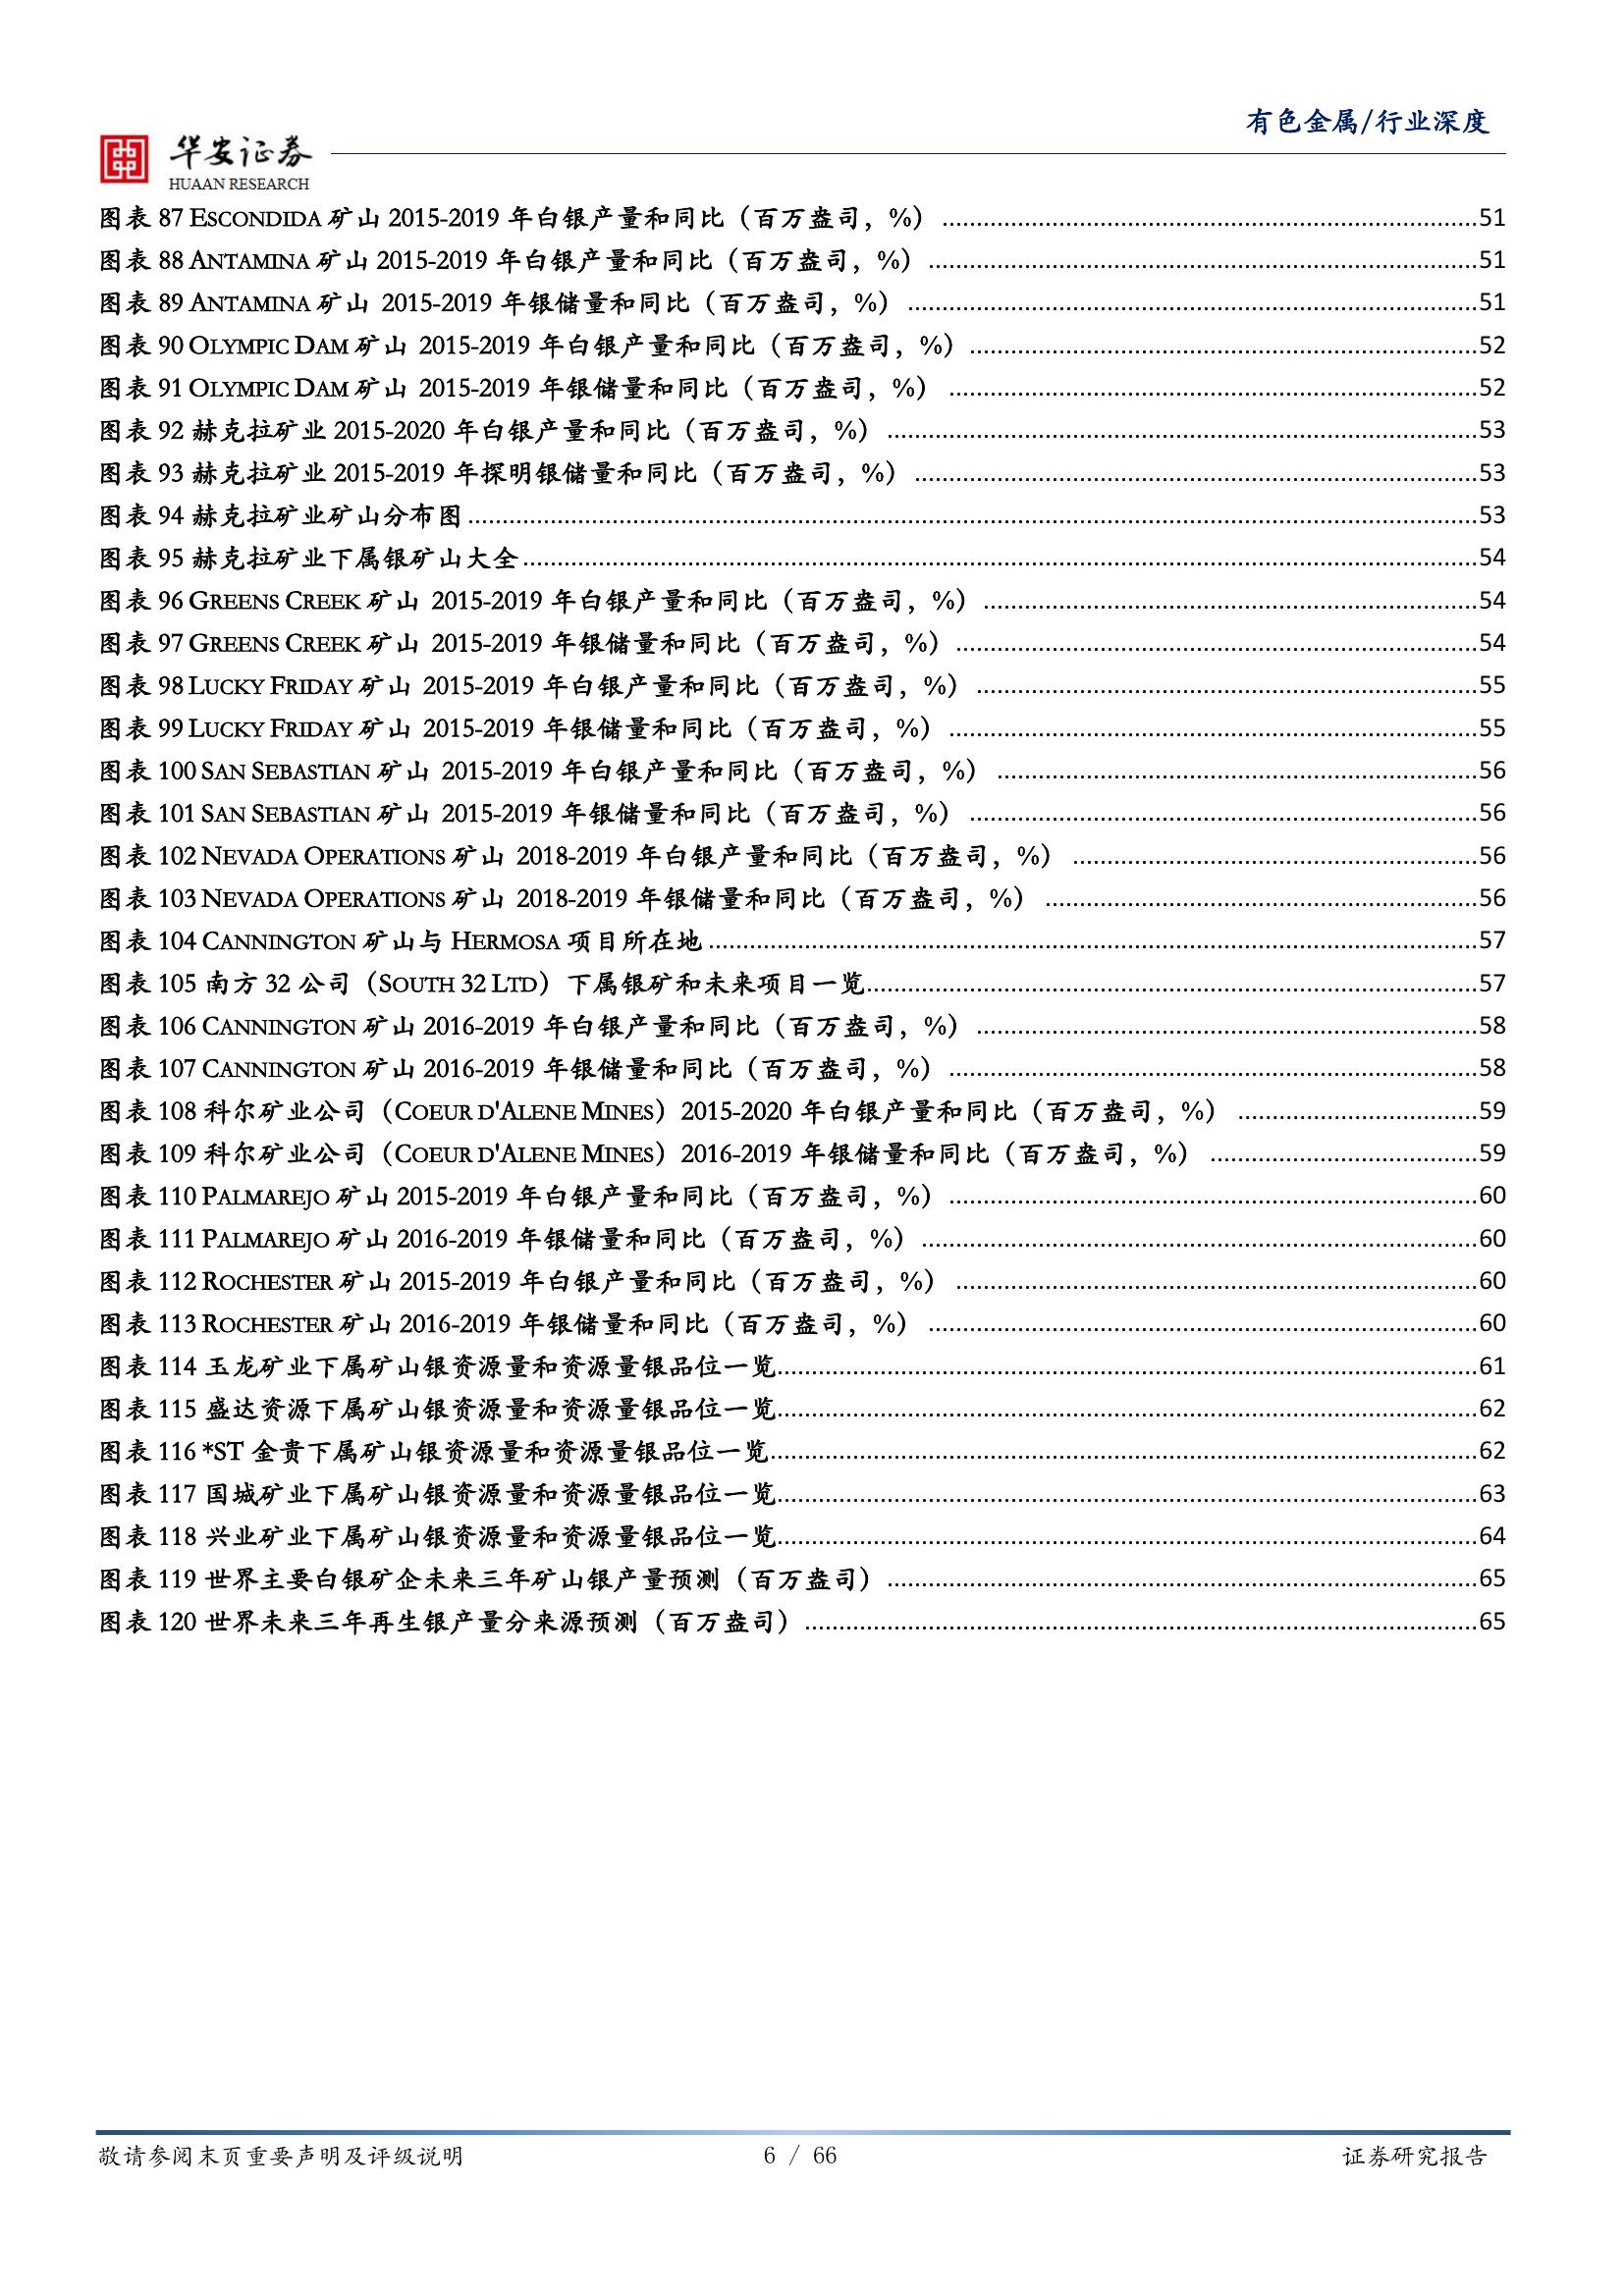 有色金属/行业深度
华安证券
HUAAN RESEARCH
图表 87 ESCONDIDA 矿山 2015-2019 年白银产量和同比（百万盎司，%） ........ 51
图表 88 ANTAMINA 矿山 2015-2019 年白银产量和同比（百万盎司，%） ........ 51
图表 89 ANTAMINA 矿山 2015-2019 年银储量和同比（百万盎司，%） ........ 51
图表 90 OLYMPIC DAM 矿山 2015-2019 年白银产量和同比（百万盎司，%） ........ 52
图表 91 OLYMPIC DAM 矿山 2015-2019 年银储量和同比（百万盎司，%） ........ 52
图表 92 赫克拉矿业 2015-2020 年白银产量和同比（百万盎司，%） ........ 53
图表 93 赫克拉矿业 2015-2019 年探明银储量和同比（百万盎司，%） ........ 53
图表 94 赫克拉矿业矿山分布图 ........ 53
图表 95 赫克拉矿业下属银矿山大全 ........ 54
图表 96 GREENS CREEK 矿山 2015-2019 年白银产量和同比（百万盎司，%） ........ 54
图表 97 GREENS CREEK 矿山 2015-2019 年银储量和同比（百万盎司，%） ........ 54
图表 98 LUCKY FRIDAY 矿山 2015-2019 年白银产量和同比（百万盎司，%） ........ 55
图表 99 LUCKY FRIDAY 矿山 2015-2019 年银储量和同比（百万盎司，%） ........ 55
图表 100 SAN SEBASTIAN 矿山 2015-2019 年白银产量和同比（百万盎司，%） ........ 56
图表 101 SAN SEBASTIAN 矿山 2015-2019 年银储量和同比（百万盎司，%） ........ 56
图表 102 NEVADA OPERATIONS 矿山 2018-2019 年白银产量和同比（百万盎司，%） ........ 56
图表 103 NEVADA OPERATIONS 矿山 2018-2019 年银储量和同比（百万盎司，%） ........ 56
图表 104 CANNINGTON 矿山与 HERMOSA 项目所在地 ........ 57
图表 105 南方 32 公司（SOUTH 32 LTD）下属银矿和未来项目一览 ........ 57
图表 106 CANNINGTON 矿山 2016-2019 年白银产量和同比（百万盎司，%） ........ 58
图表 107 CANNINGTON 矿山 2016-2019 年银储量和同比（百万盎司，%） ........ 58
图表 108 科尔矿业公司（COEUR D'ALENE MINES）2015-2020 年白银产量和同比（百万盎司，%） ........ 59
图表 109 科尔矿业公司（COEUR D'ALENE MINES）2016-2019 年银储量和同比（百万盎司，%） ........ 59
图表 110 PALMAREJO 矿山 2015-2019 年白银产量和同比（百万盎司，%） ........ 60
图表 111 PALMAREJO 矿山 2016-2019 年银储量和同比（百万盎司，%） ........ 60
图表 112 ROCHESTER 矿山 2015-2019 年白银产量和同比（百万盎司，%） ........ 60
图表 113 ROCHESTER 矿山 2016-2019 年银储量和同比（百万盎司，%） ........ 60
图表 114 玉龙矿业下属矿山银资源量和资源量银品位一览 ........ 61
图表 115 盛达资源下属矿山银资源量和资源量银品位一览 ........ 62
图表 116 *ST 金贵下属矿山银资源量和资源量银品位一览 ........ 62
图表 117 国城矿业下属矿山银资源量和资源量银品位一览 ........ 63
图表 118 兴业矿业下属矿山银资源量和资源量银品位一览 ........ 64
图表 119 世界主要白银矿企未来三年矿山银产量预测（百万盎司） ........ 65
图表 120 世界未来三年再生银产量分来源预测（百万盎司） ........ 65
敬请参阅末页重要声明及评级说明
6 / 66
证券研究报告